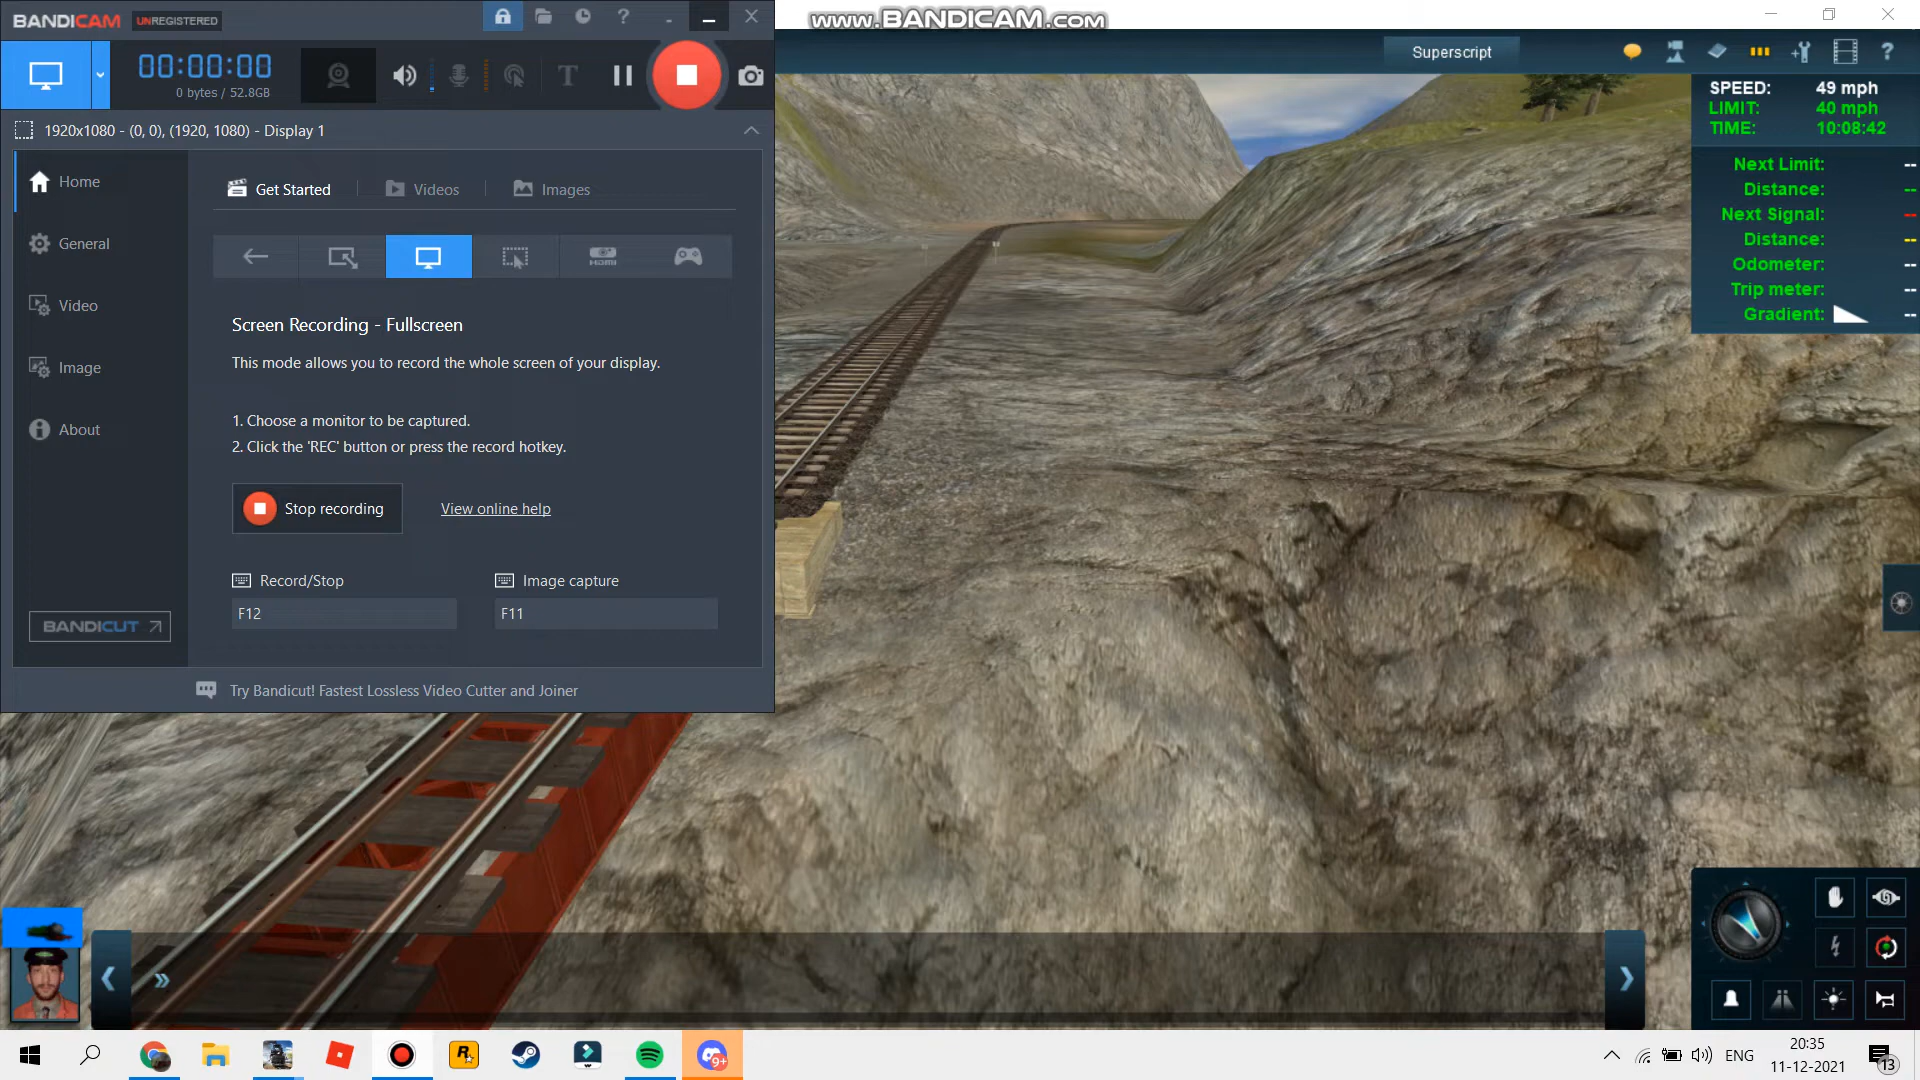 BANDICAM UNREGISTERED
www.BANDICAM.com
00:00:00
0 bytes / 52.8GB
T
Superscript
1920x1080 - (0, 0), (1920, 1080) - Display 1
Home
General
Video
Image
About
BANDICUT
Get Started
Videos
Images
HDMI
Screen Recording - Fullscreen
This mode allows you to record the whole screen of your display.
1. Choose a monitor to be captured.
2. Click the 'REC' button or press the record hotkey.
Stop recording
View online help
Record/Stop
Image capture
F12
F11
Try Bandicut! Fastest Lossless Video Cutter and Joiner
SPEED: 49 mph
LIMIT: 40 mph
TIME: 10:08:42
Next Limit: --
Distance: --
Next Signal: --
Distance: --
Odometer: --
Trip meter: --
Gradient: --
R
9+
ENG
20:35
11-12-2021
13